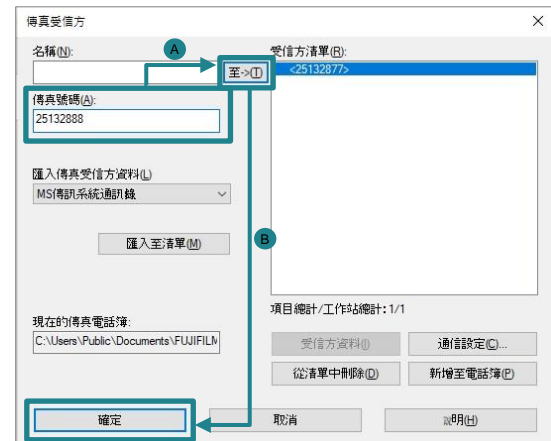 傳真受信方
名稱(N):
A
受信方清單(R):
至->(T)
<25132877>
傳真號碼(A):
25132888
匯入傳真受信方資料(L)
MS傳訊系統通訊錄
匯入至清單(M)
B
項目總計/工作站總計:1/1
現在的傳真電話簿:
C:\Users\Public\Documents\FUJIFILM
受信方資料(I)
通信設定(C)...
從清單中刪除(D)
新增至電話簿(P)
確定
取消
說明(H)